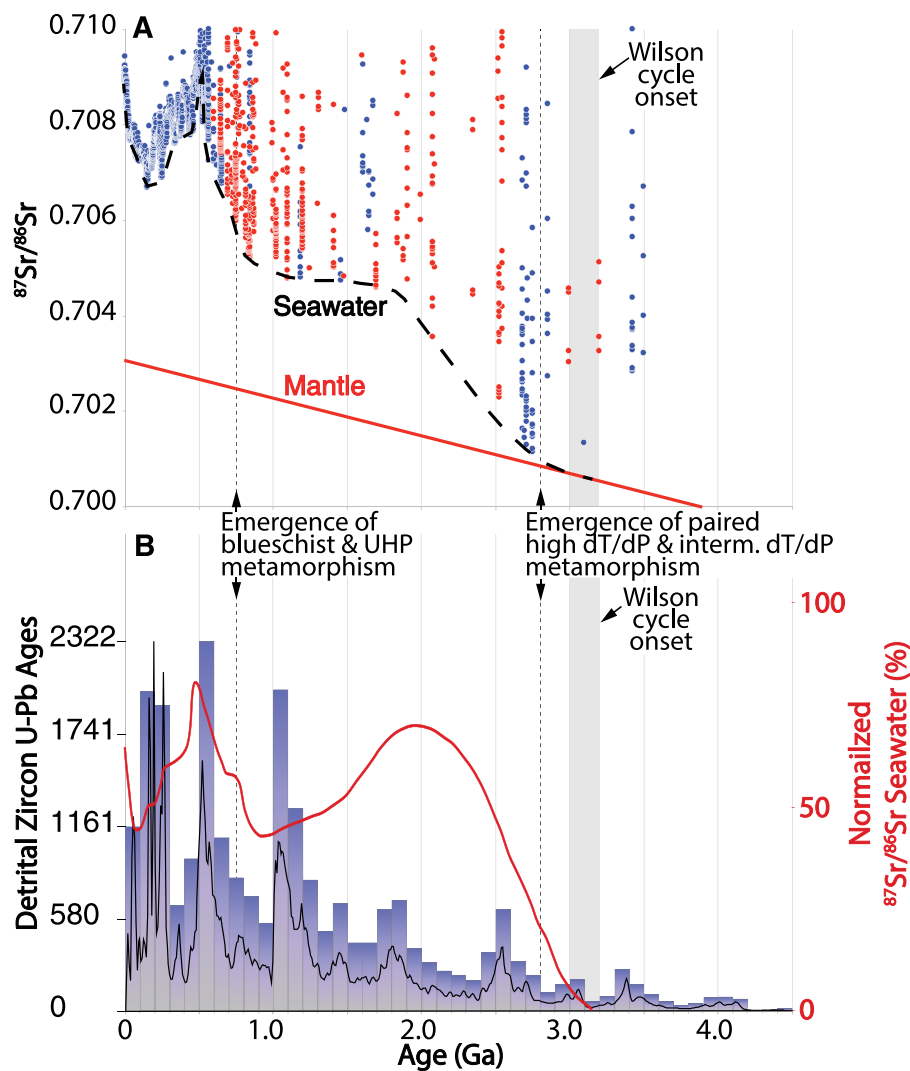 A
0.710
0.708
0.706
0.704
0.702
0.700
87Sr/86Sr
Wilson
cycle
onset
Seawater
Mantle
Emergence of
blueschist & UHP
metamorphism
Emergence of paired
high dT/dP & interm. dT/dP
metamorphism
B
Wilson
cycle
onset
2322
1741
1161
580
0
Detrital Zircon U-Pb Ages
100
50
0
Normailzed
87Sr/86Sr Seawater (%)
0
1.0
2.0
3.0
4.0
Age (Ga)